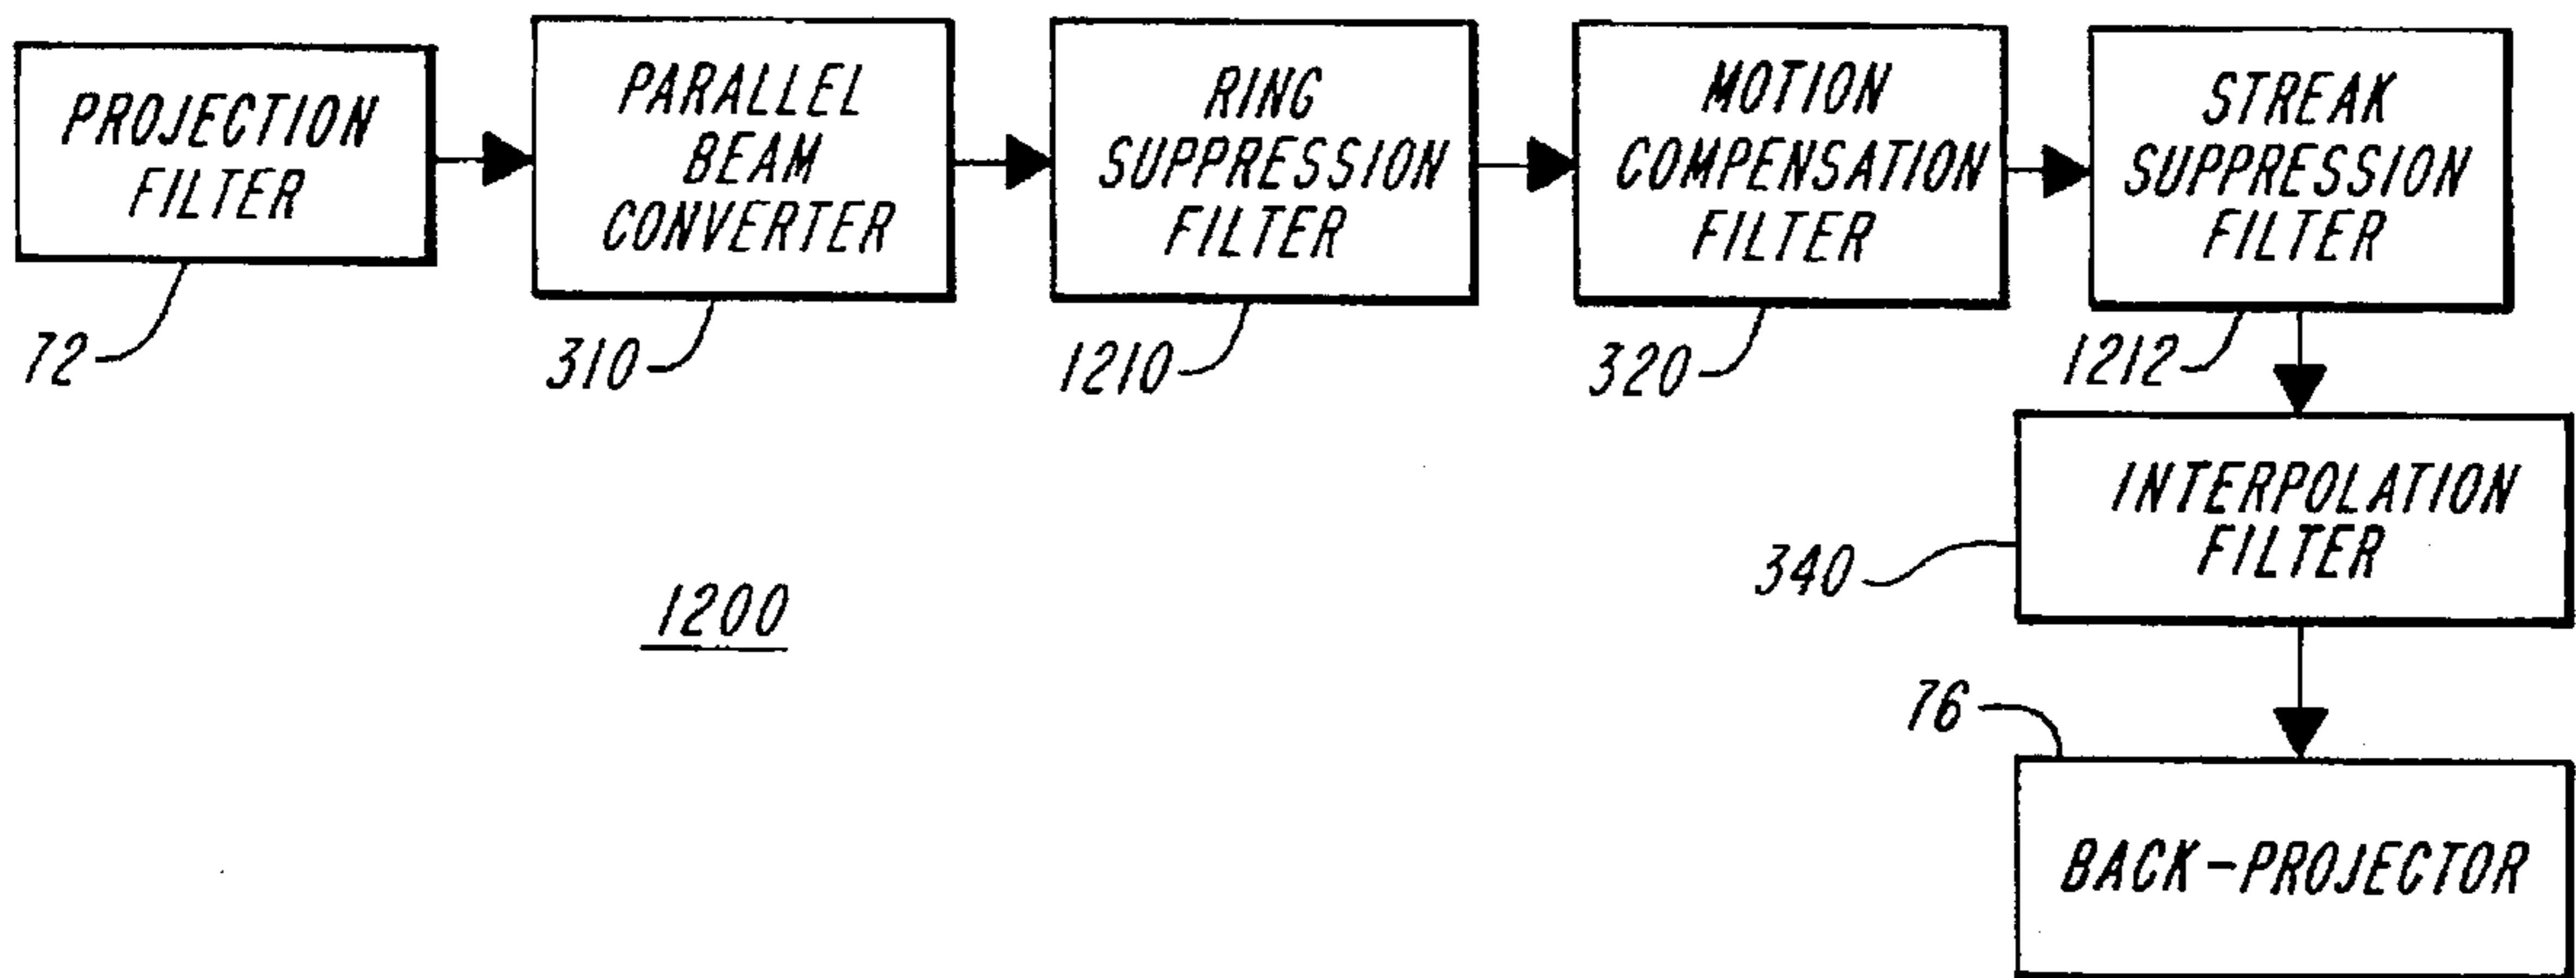 PROJECTION
FILTER
72
PARALLEL
BEAM
CONVERTER
310
RING
SUPPRESSION
FILTER
1210
MOTION
COMPENSATION
FILTER
320
STREAK
SUPPRESSION
FILTER
1212
INTERPOLATION
FILTER
340
1200
76
BACK-PROJECTOR